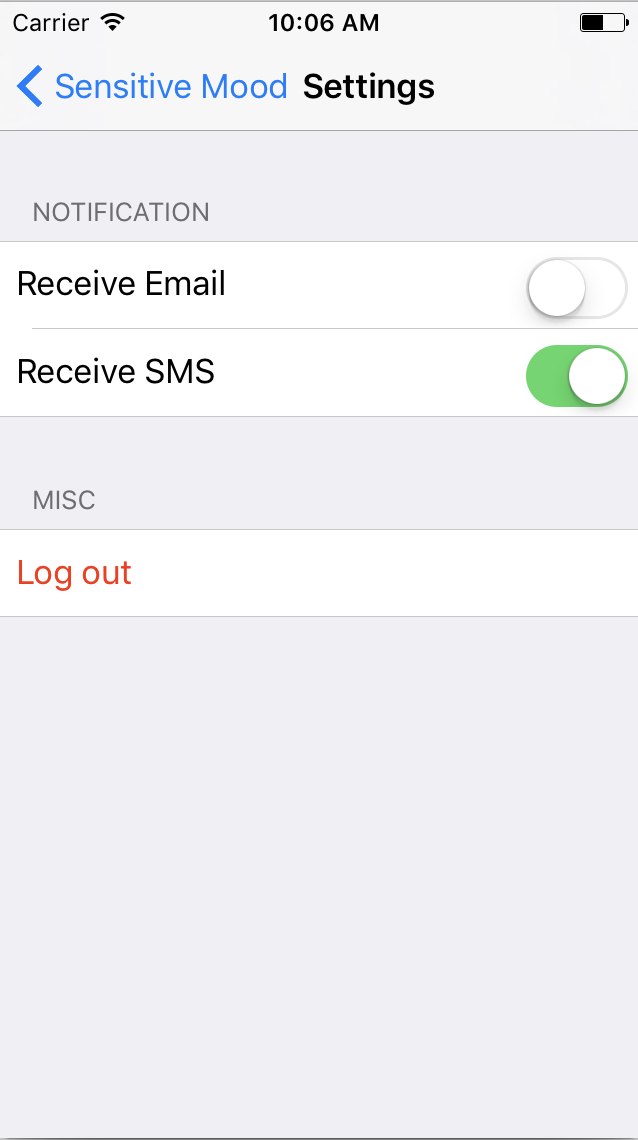 Carrier 10:06 AM
Sensitive Mood Settings
NOTIFICATION
Receive Email
Receive SMS
MISC
Log out